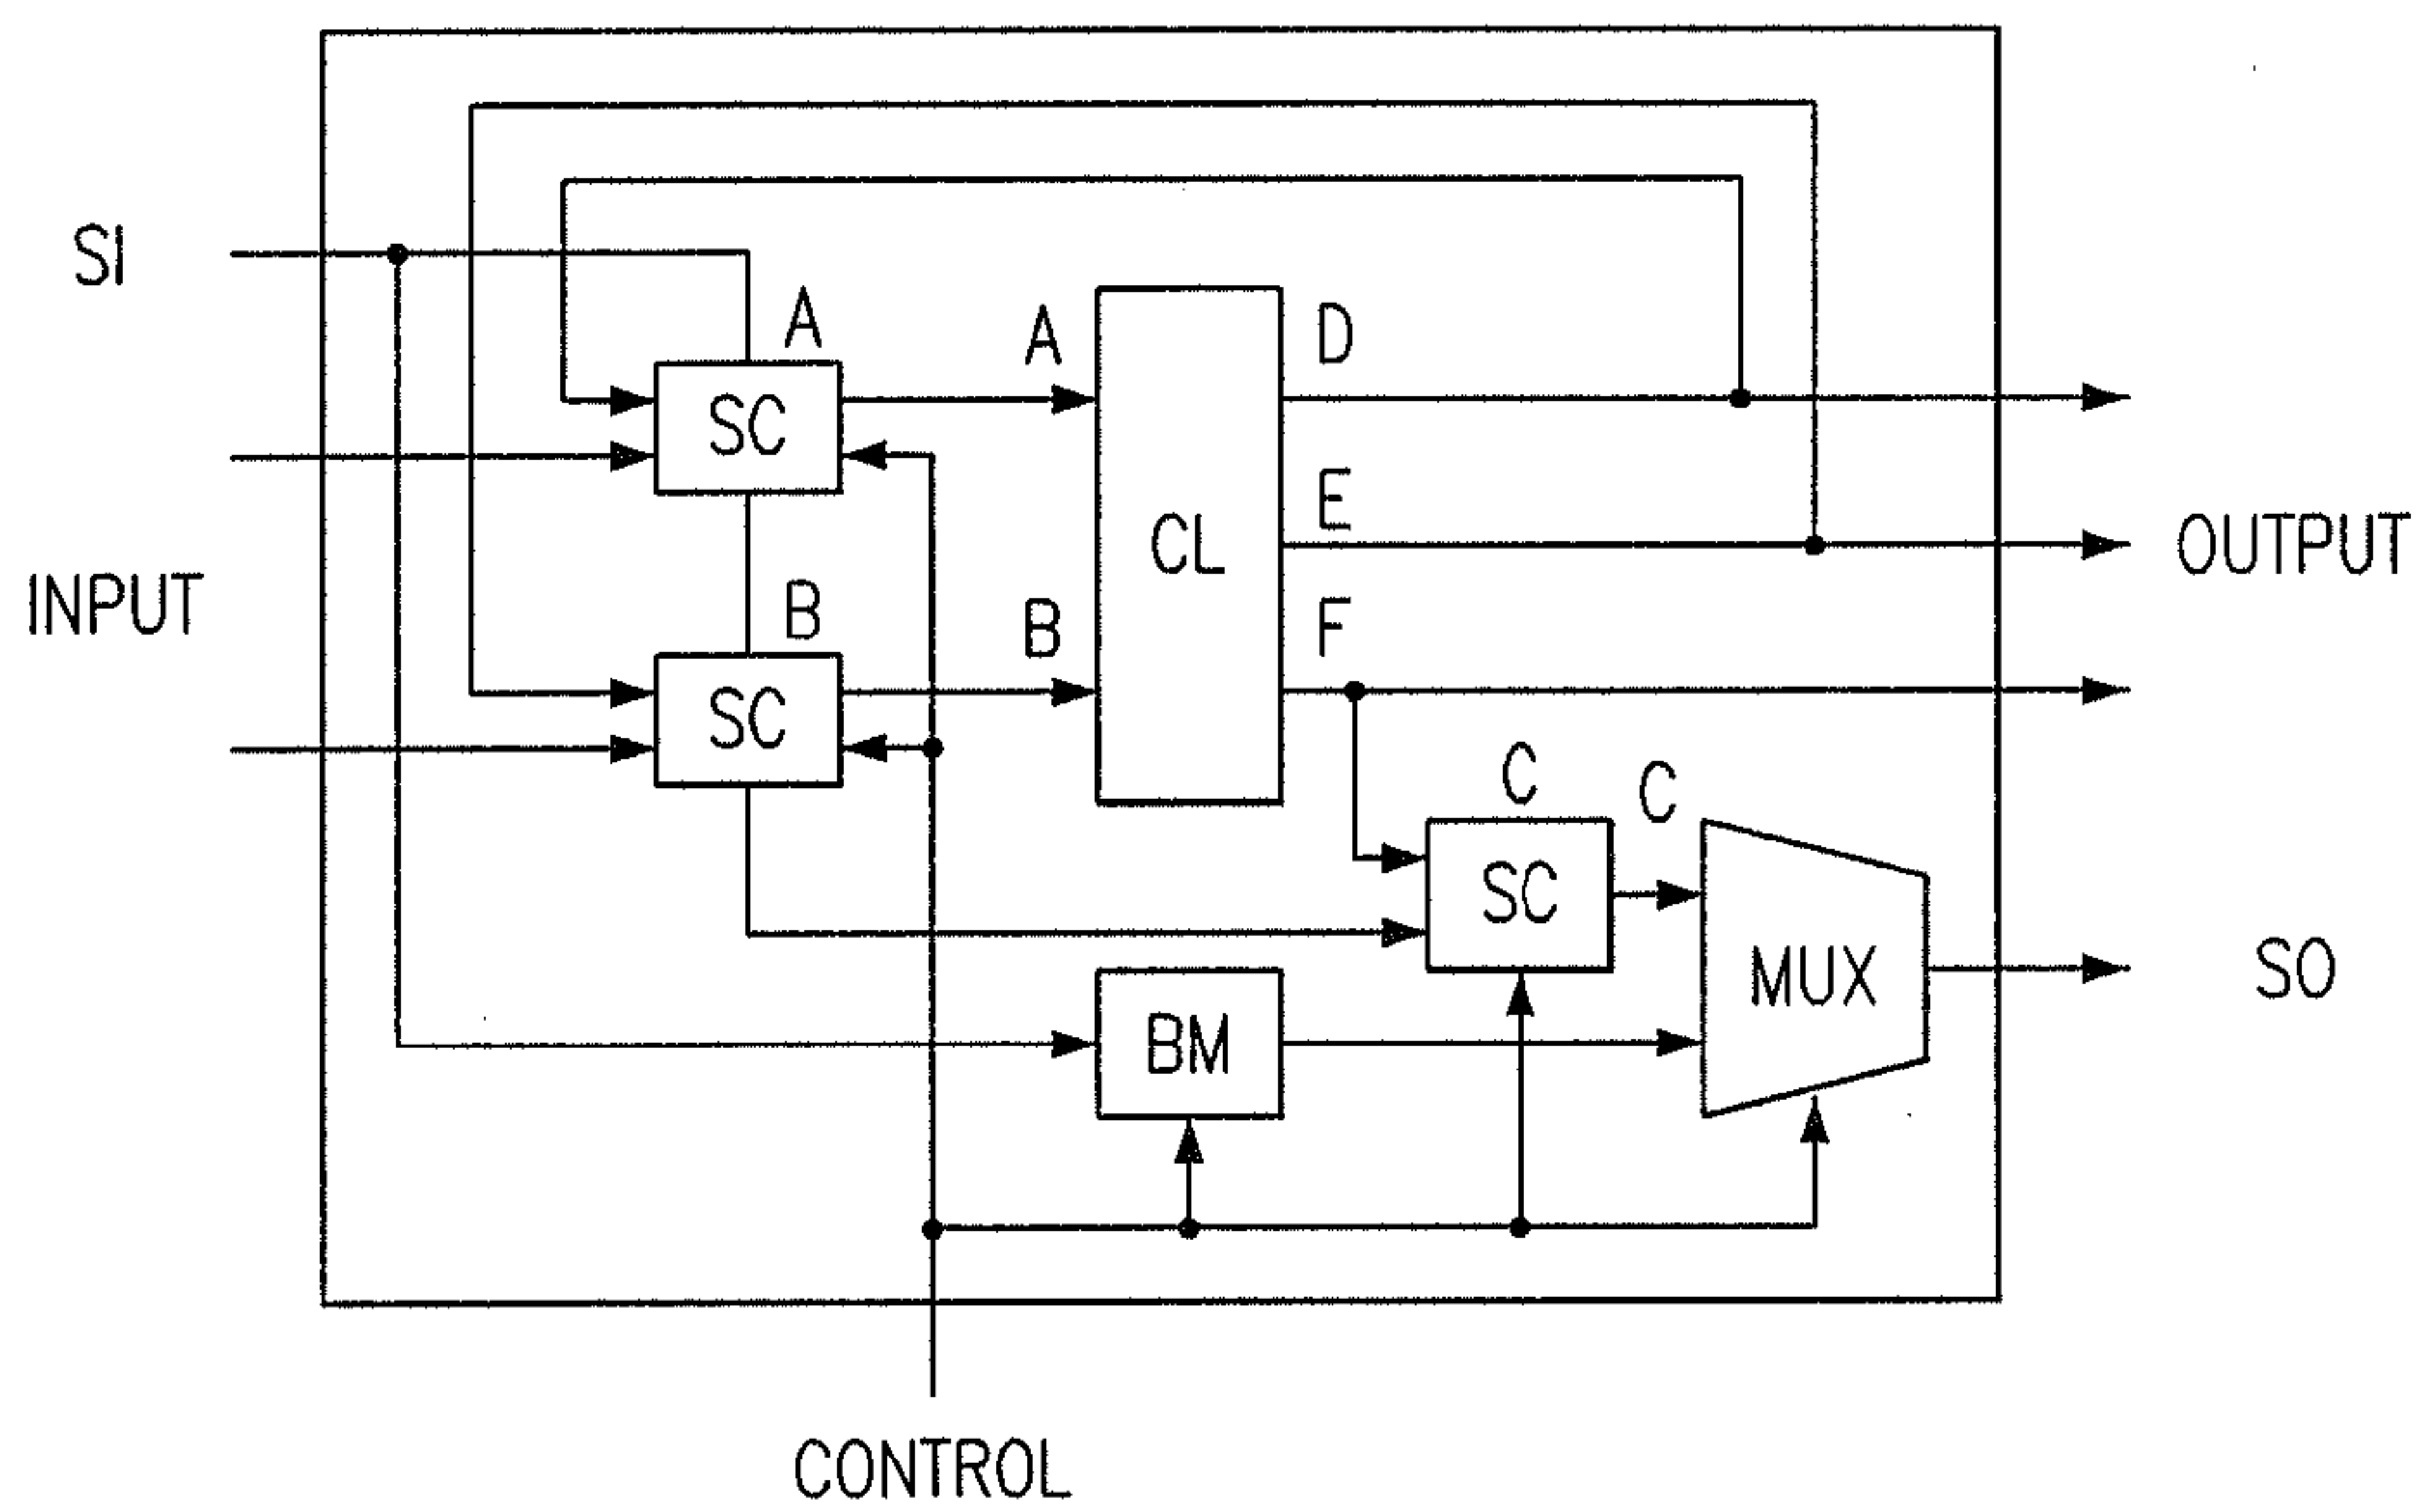 SI
A
A
D
SC
E
CL
OUTPUT
INPUT
B
B
F
SC
C
C
SC
MUX
SO
BM
CONTROL